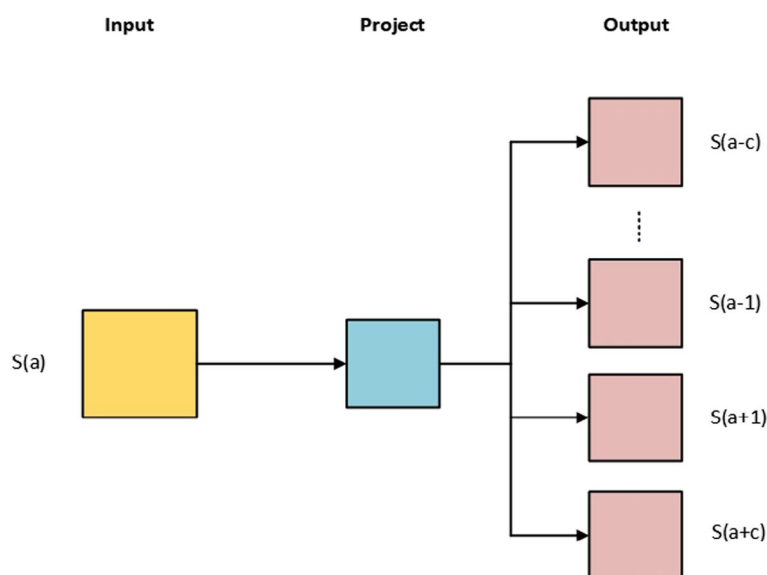 Input Project Output
S(a-c)
S(a-1)
S(a)
S(a+1)
S(a+c)